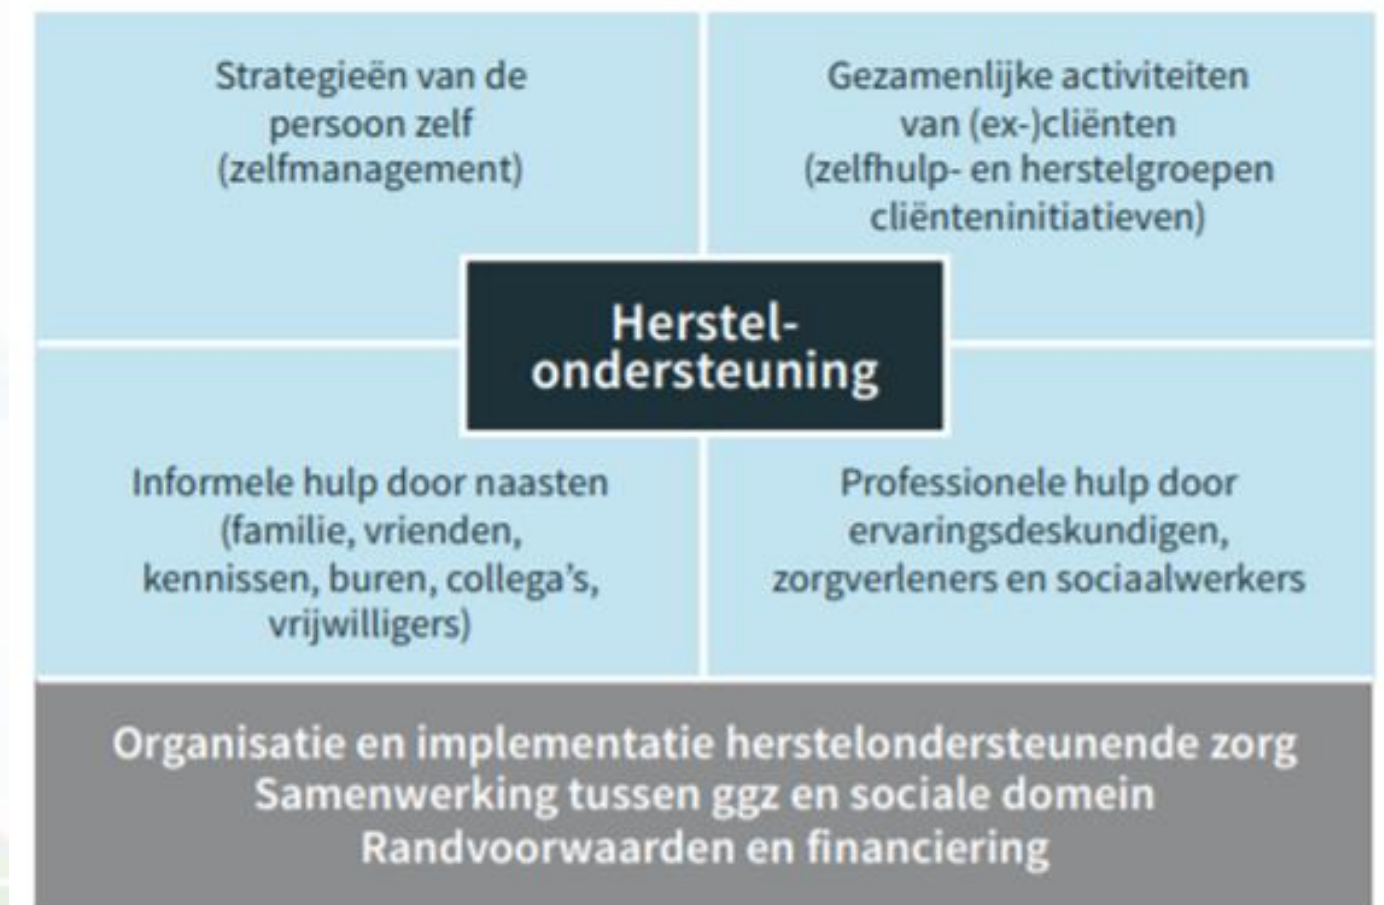 Strategieën van de
persoon zelf
(zelfmanagement)
Gezamenlijke activiteiten
van (ex-)cliënten
(zelfhulp- en herstelgroepen
cliënteninitiatieven)
Herstel-
ondersteuning
Informele hulp door naasten
(familie, vrienden,
kennissen, buren, collega's,
vrijwilligers)
Professionele hulp door
ervaringsdeskundigen,
zorgverleners en sociaalwerkers
Organisatie en implementatie herstelondersteunende zorg
Samenwerking tussen ggz en sociale domein
Randvoorwaarden en financiering